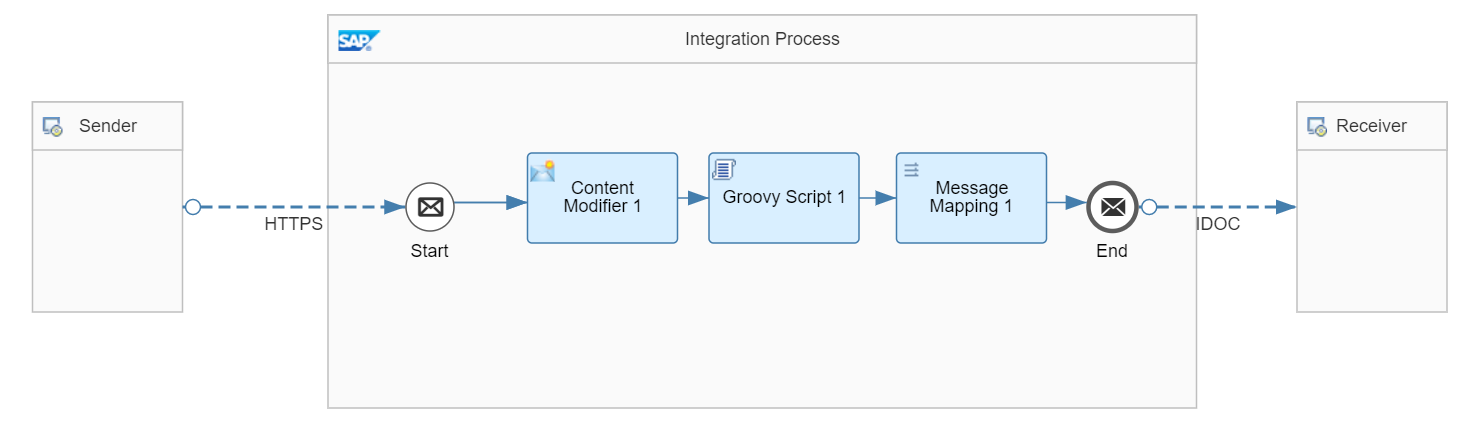 SAP
Integration Process
Sender
Receiver
HTTPS
Start
Content
Modifier 1
Groovy Script 1
Message
Mapping 1
End
IDOC